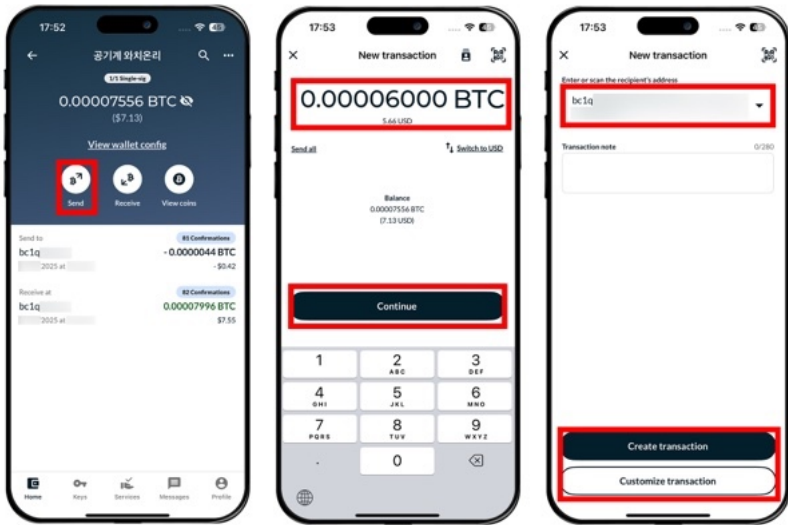 17:52
공기계 와치온리
1/1 Single-sig
0.00007556 BTC
($7.13)
View wallet config
Send
Receive
View coins
Send to
81 Confirmations
bc1q
- 0.0000044 BTC
2025 at
- $0.42
Receive at
82 Confirmations
bc1q
0.00007996 BTC
2025 at
$7.55
Home
Keys
Services
Messages
Profile
17:53
New transaction
0.00006000 BTC
5.66 USD
Send all
Switch to USD
Balance
0.00007556 BTC
(7.13 USD)
Continue
1
2
ABC
3
DEF
4
GHI
5
JKL
6
MNO
7
PQRS
8
TUV
9
WXYZ
.
0
17:53
New transaction
Enter or scan the recipient's address
bc1q
Transaction note
0/280
Create transaction
Customize transaction